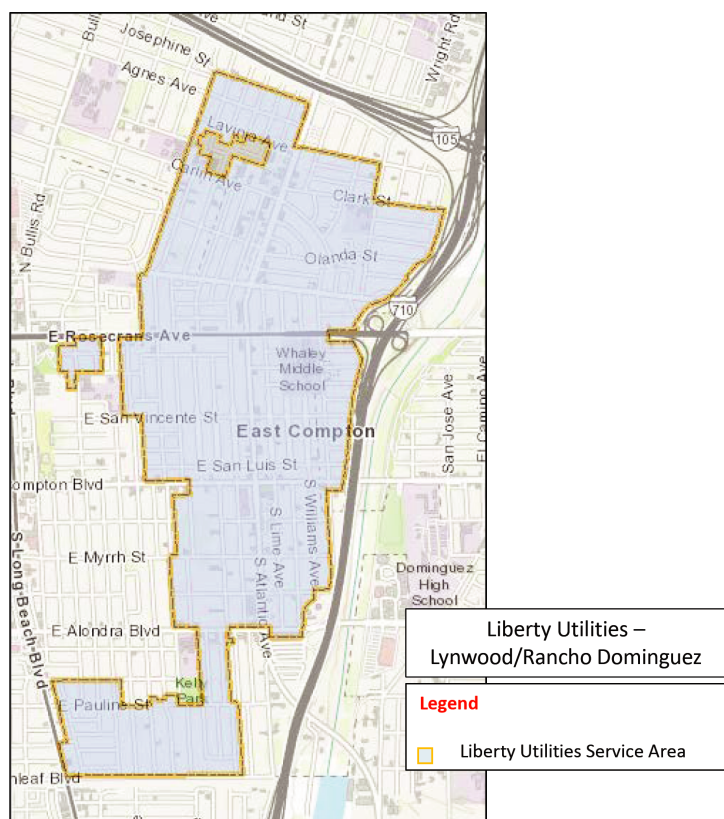 Josephine St
Agnes Ave
Wright Rd
105
Lavinia Ave
Carlin Ave
Clark St
N Bullis Rd
Olanda St
710
E Rosecrans Ave
Whaley
Middle
School
San Jose Ave
El Camino Ave
E San Vincente St
East Compton
E San Luis St
ompton Blvd
S Williams Ave
S Lime Ave
S Atlantic Ave
E Myrrh St
S Long Beach Blvd
Dominguez
High
School
E Alondra Blvd
Kelly
Park
E Pauline St
nleaf Blvd
Liberty Utilities –
Lynwood/Rancho Dominguez
Legend
Liberty Utilities Service Area